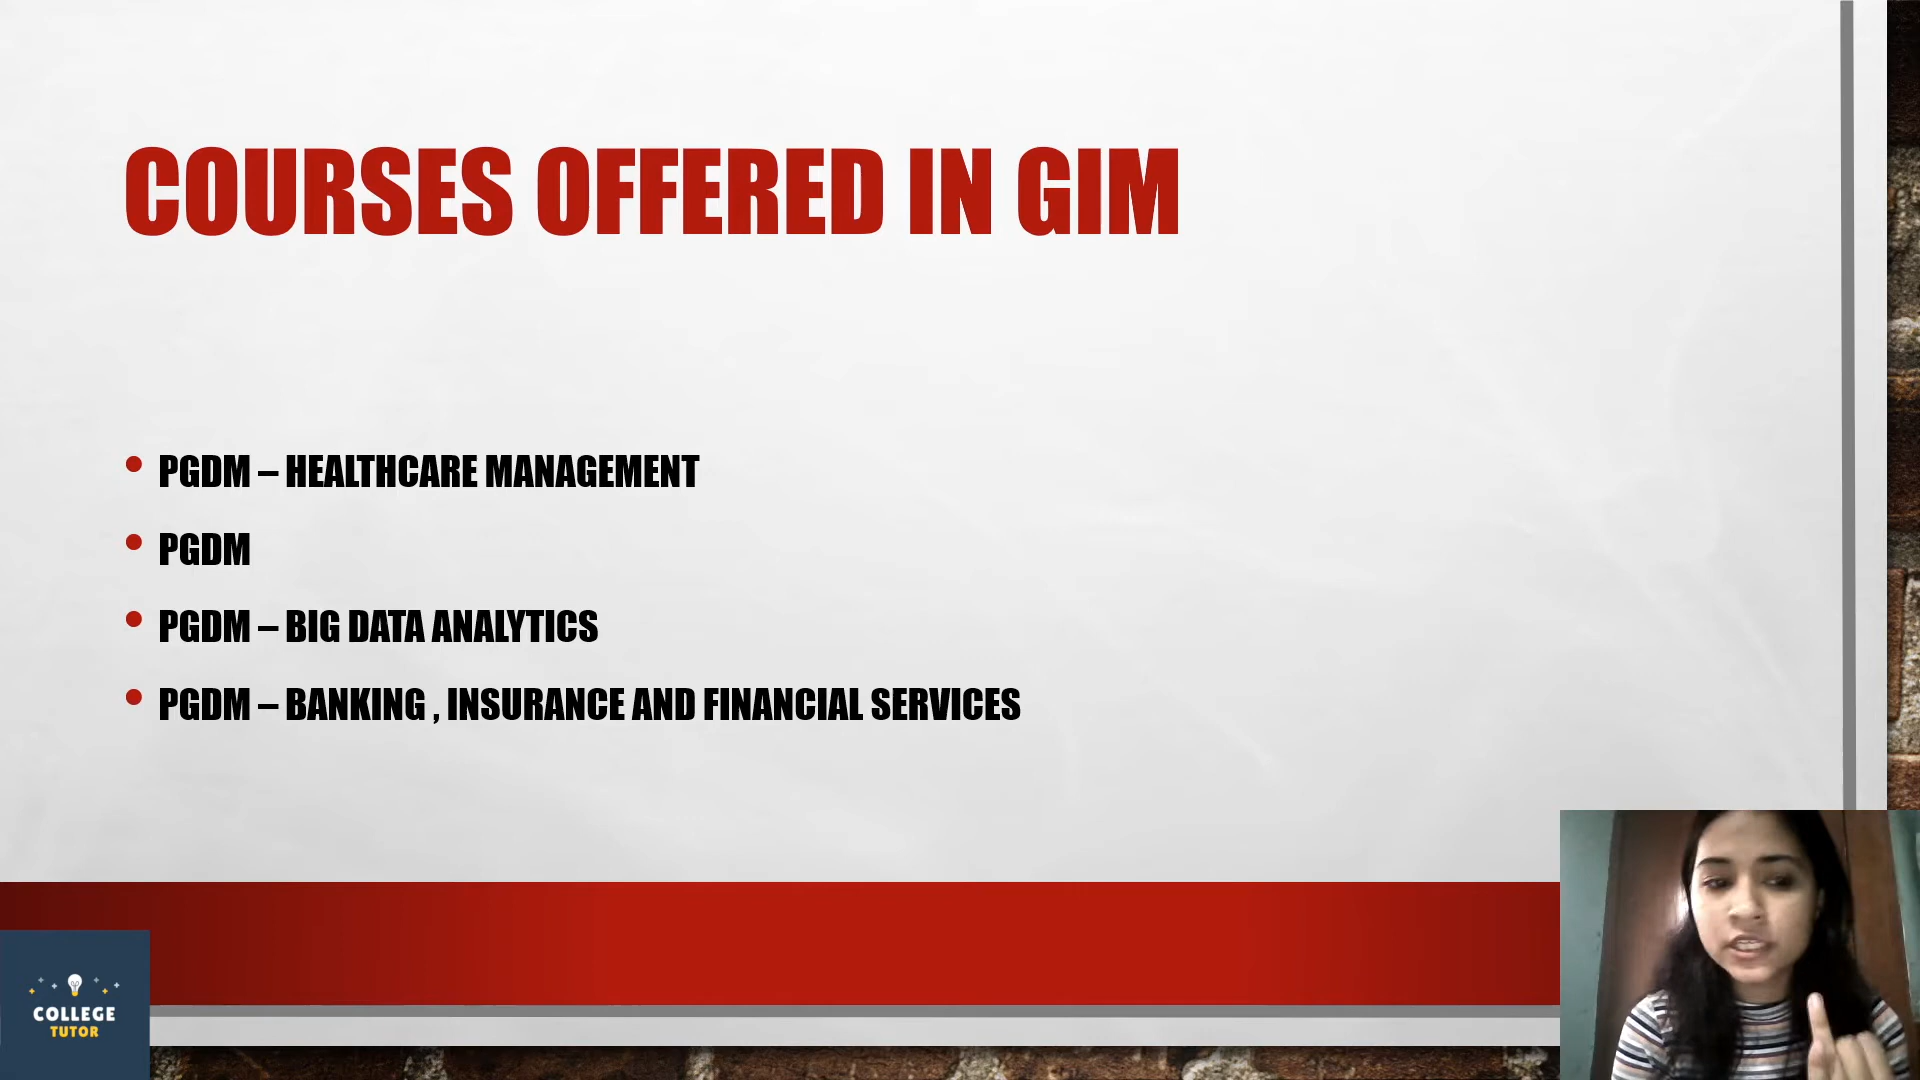 COURSES OFFERED IN GIM
PGDM – HEALTHCARE MANAGEMENT
PGDM
PGDM – BIG DATA ANALYTICS
PGDM – BANKING , INSURANCE AND FINANCIAL SERVICES
COLLEGE
TUTOR